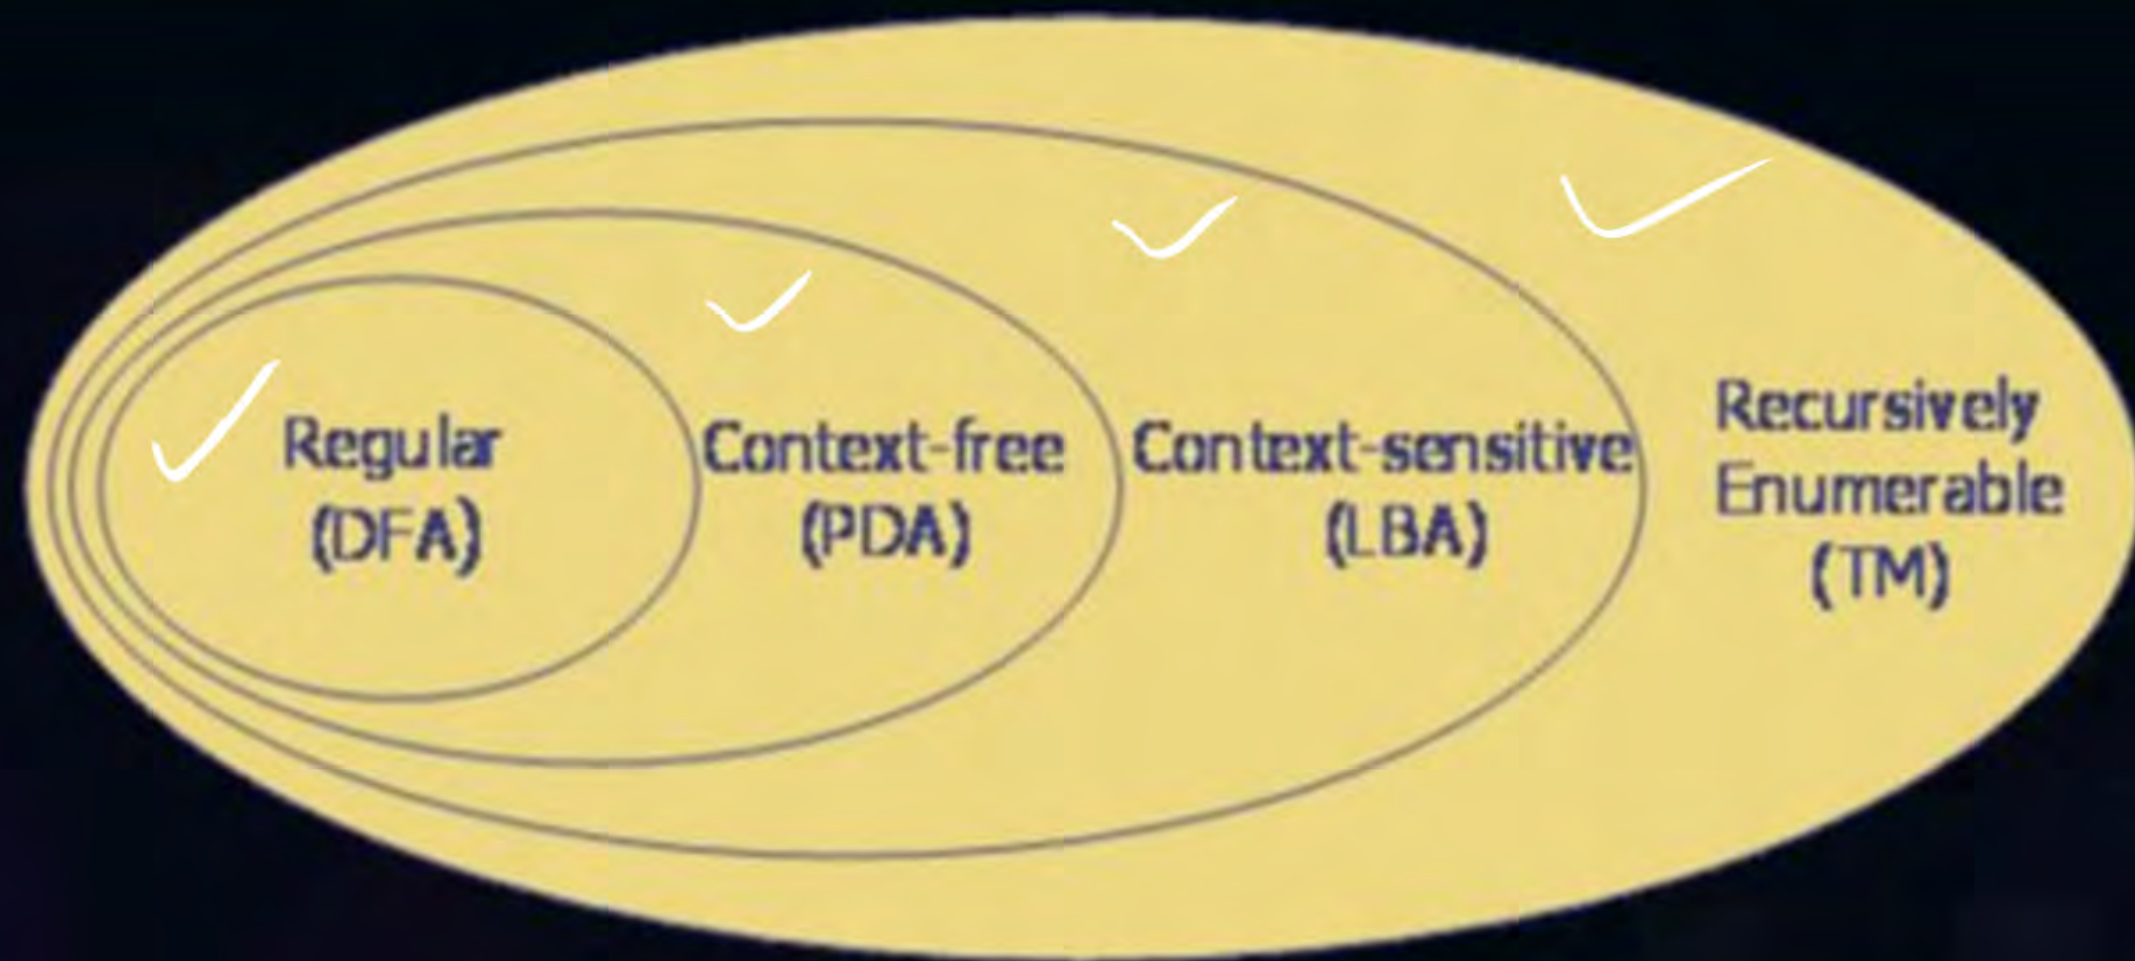 Regular
(DFA)
Context-free
(PDA)
Context-sensitive
(LBA)
Recursively
Enumerable
(TM)